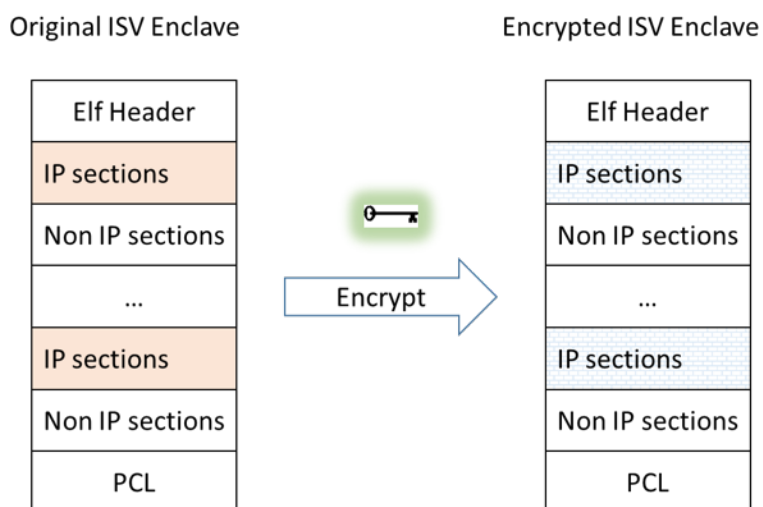 Original ISV Enclave
Elf Header
IP sections
Non IP sections
...
IP sections
Non IP sections
PCL
Encrypt
Encrypted ISV Enclave
Elf Header
IP sections
Non IP sections
...
IP sections
Non IP sections
PCL